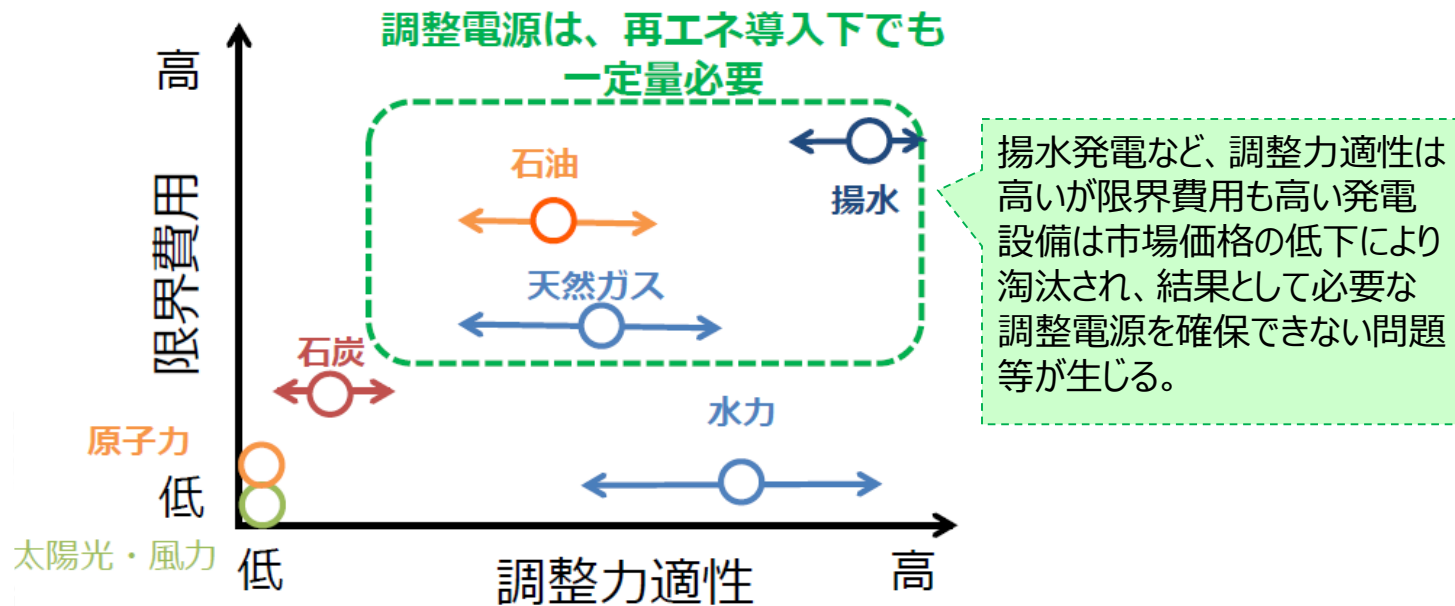 調整電源は、再エネ導入下でも
一定量必要
高
限界費用
低
石油
揚水
天然ガス
石炭
水力
原子力
太陽光・風力
低
調整力適性
高
揚水発電など、調整力適性は
高いが限界費用も高い発電
設備は市場価格の低下により
淘汰され、結果として必要な
調整電源を確保できない問題
等が生じる。